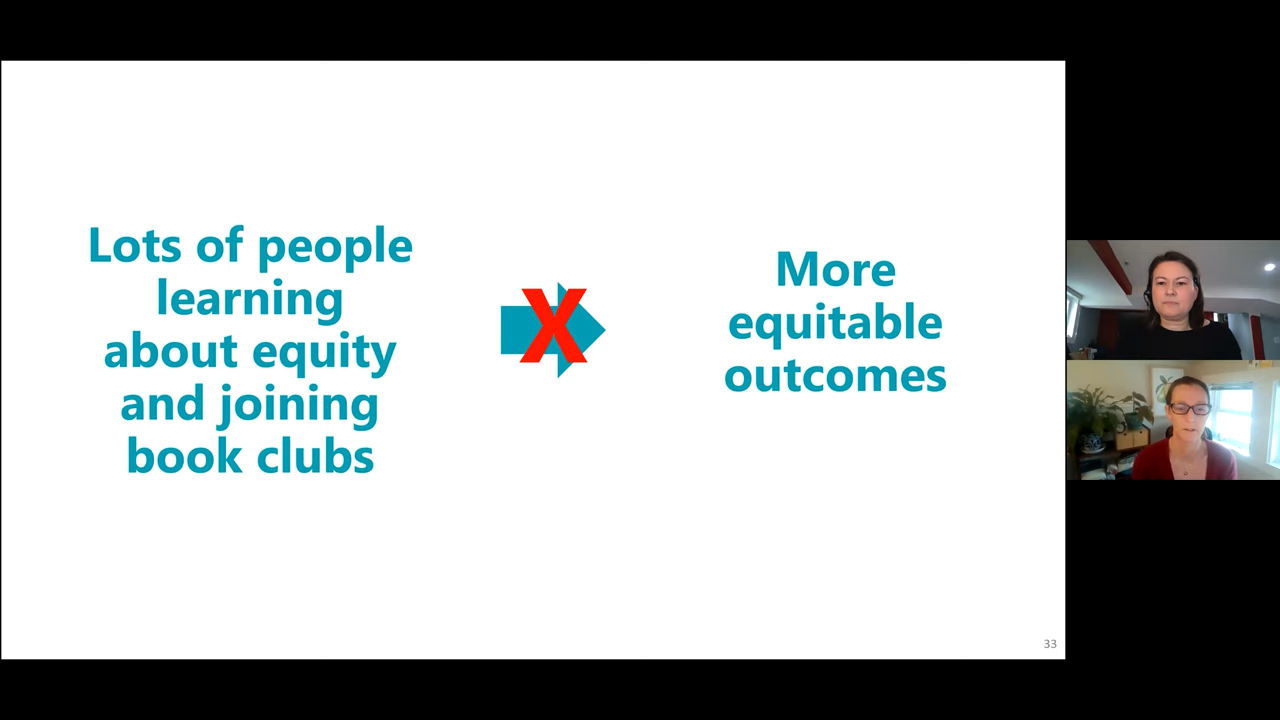 Lots of people
learning
about equity
and joining
book clubs
X
More
equitable
outcomes
33